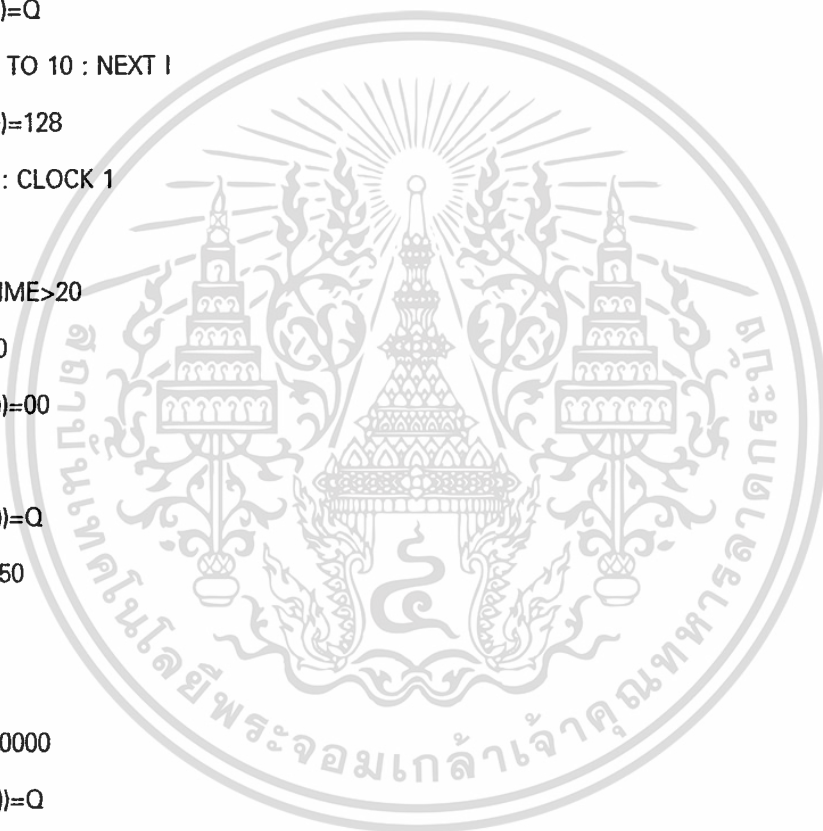 )=Q
TO 10 : NEXT I
)=128
: CLOCK 1
IME>20
0
)=00
))=Q
50
0000
))=Q
สถาบันเทคโนโลยีพระจอมเกล้าเจ้าคุณทหารลาดกระบัง